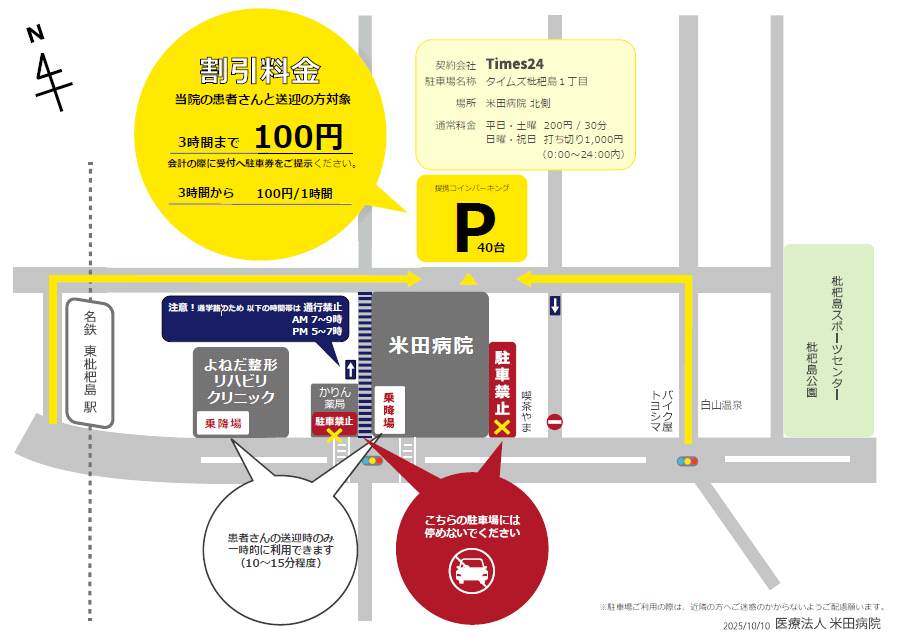 N
割引料金
当院の患者さんと送迎の方対象
3時間まで 100円
会計の際に受付へ駐車券をご提示ください。
3時間から 100円/1時間
契約会社 Times24
駐車場名称 タイムズ枇杷島1丁目
場所 米田病院 北側
通常料金 平日・土曜 200円 / 30分
日曜・祝日 打ち切り1,000円
（0:00～24:00内）
提携コインパーキング
P
40台
注意！通学路のため 以下の時間帯は 通行禁止
AM 7～9時
PM 5～7時
名鉄 東枇杷島 駅
よねだ整形
リハビリ
クリニック
乗降場
かりん
薬局
駐車禁止
米田病院
乗降場
駐車禁止
喫茶やま
バイク屋
トヨシマ
白山温泉
枇杷島スポーツセンター
枇杷島公園
患者さんの送迎時のみ
一時的に利用できます
（10～15分程度）
こちらの駐車場には
停めないでください
※駐車場ご利用の際は、近隣の方へご迷惑のかからないようご配慮願います。
2025/10/10 医療法人 米田病院